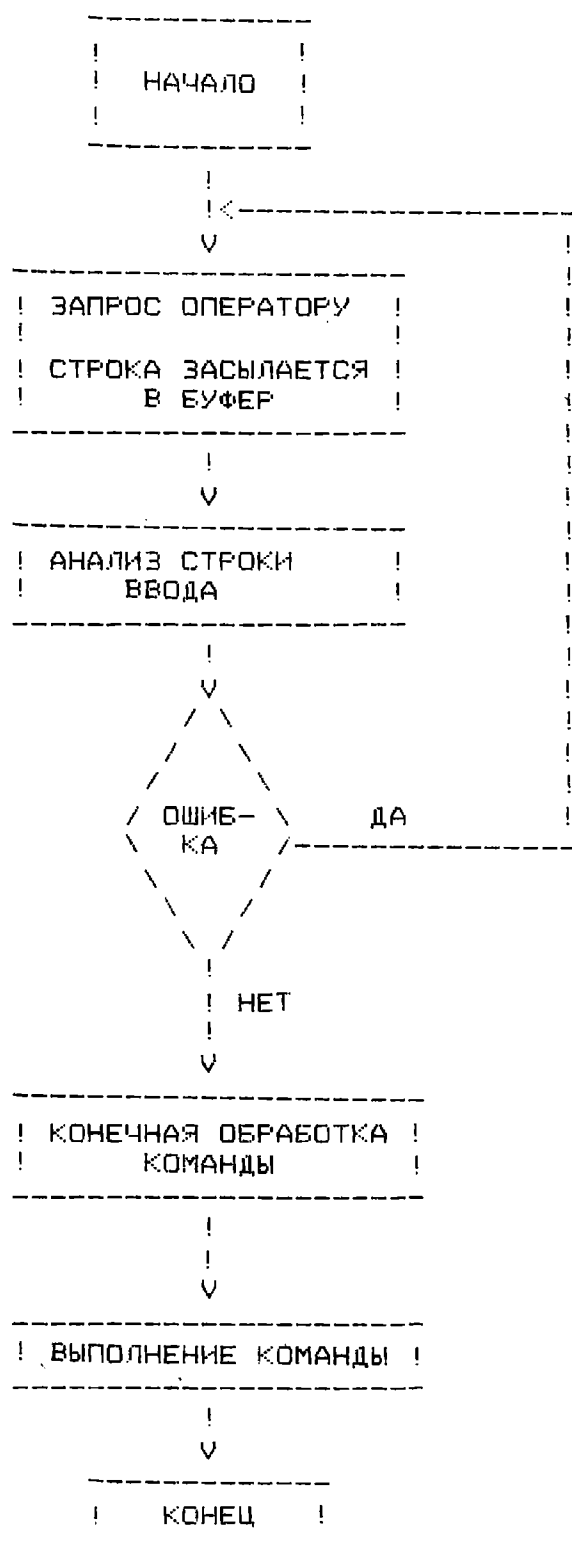 НАЧАЛО
ЗАПРОС ОПЕРАТОРУ
СТРОКА ЗАСЫЛАЕТСЯ
В БУФЕР
АНАЛИЗ СТРОКИ
ВВОДА
ОШИБ-
КА
ДА
НЕТ
КОНЕЧНАЯ ОБРАБОТКА
КОМАНДЫ
ВЫПОЛНЕНИЕ КОМАНДЫ
КОНЕЦ